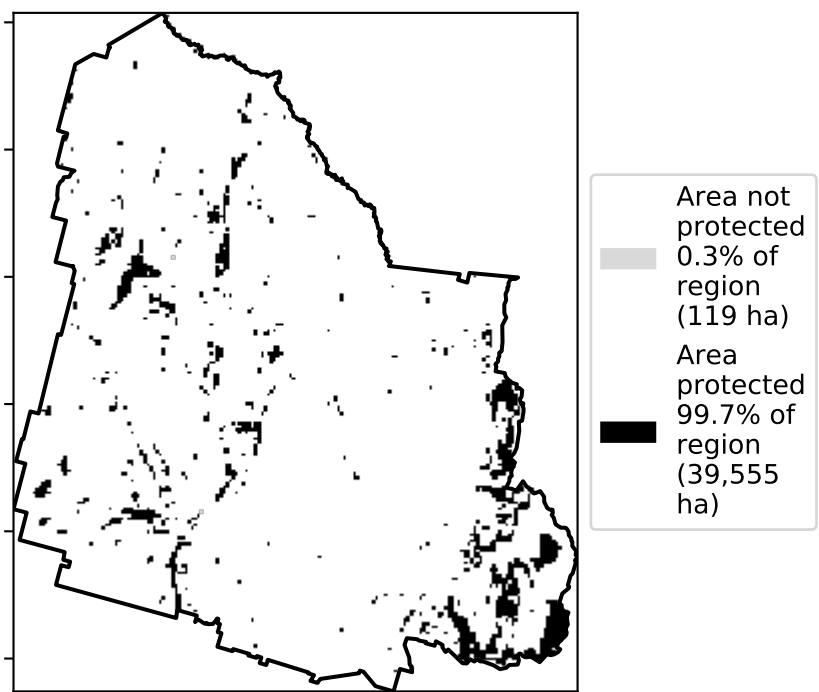 Area not
protected
0.3% of
region
(119 ha)
Area
protected
99.7% of
region
(39,555
ha)